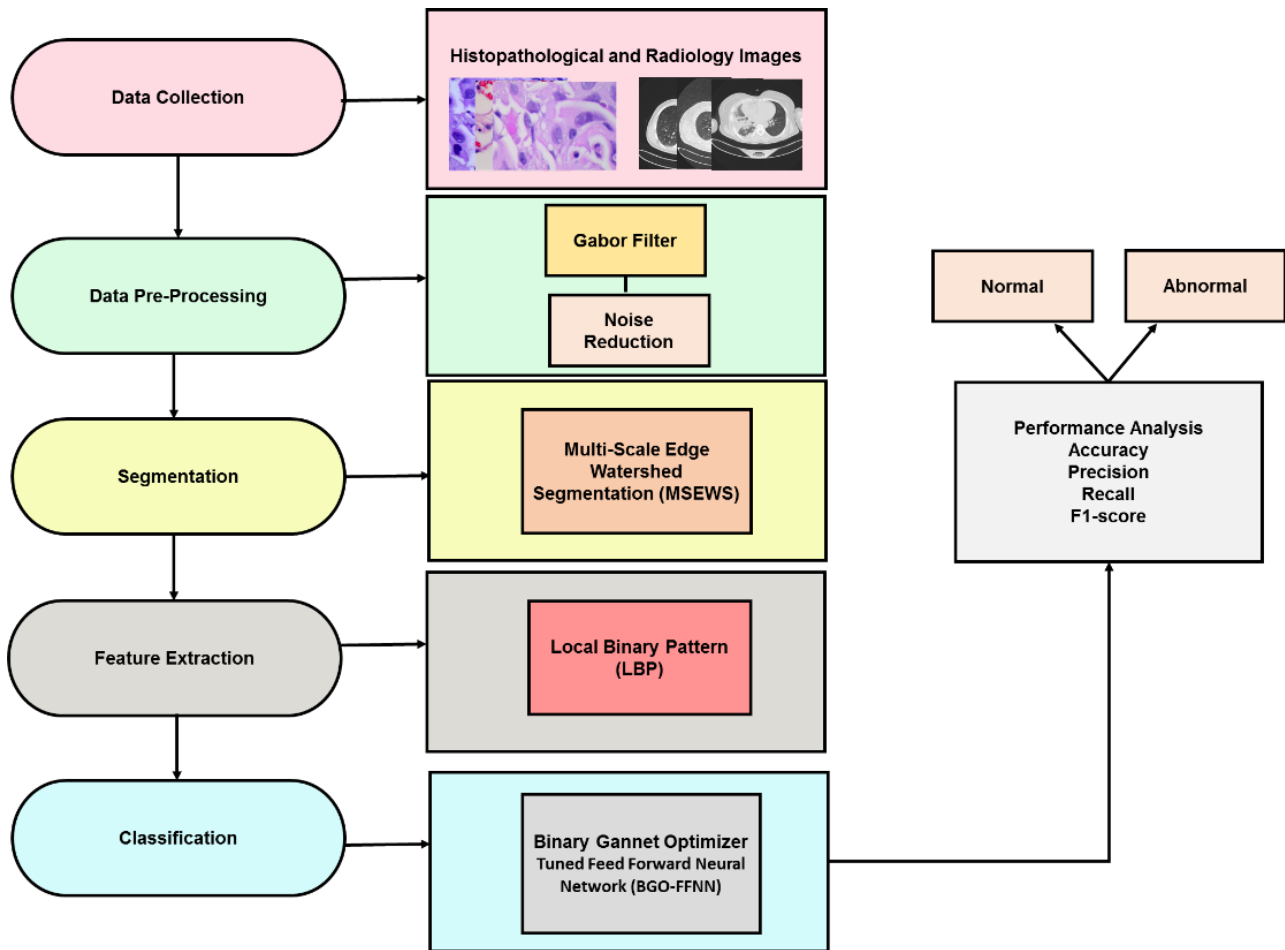 Data Collection
Histopathological and Radiology Images
Data Pre-Processing
Gabor Filter
Noise
Reduction
Segmentation
Multi-Scale Edge
Watershed
Segmentation (MSEWS)
Feature Extraction
Local Binary Pattern
(LBP)
Classification
Binary Gannet Optimizer
Tuned Feed Forward Neural
Network (BGO-FFNN)
Normal
Abnormal
Performance Analysis
Accuracy
Precision
Recall
F1-score